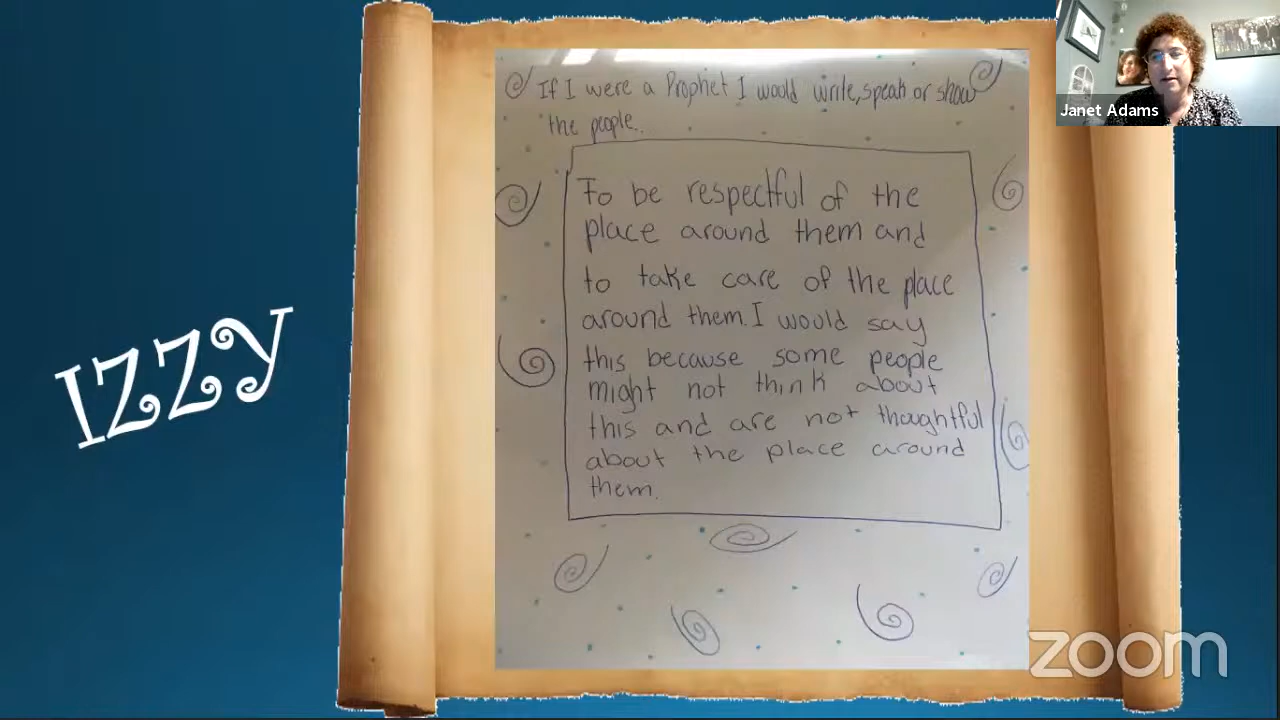 Janet Adams
IZZY
If I were a Prophet I would write, speak or show
the people..
To be respectful of the
place around them and
to take care of the place
around them. I would say
this because some people
might not think about
this and are not thoughtful
about the place around
them.
zoom